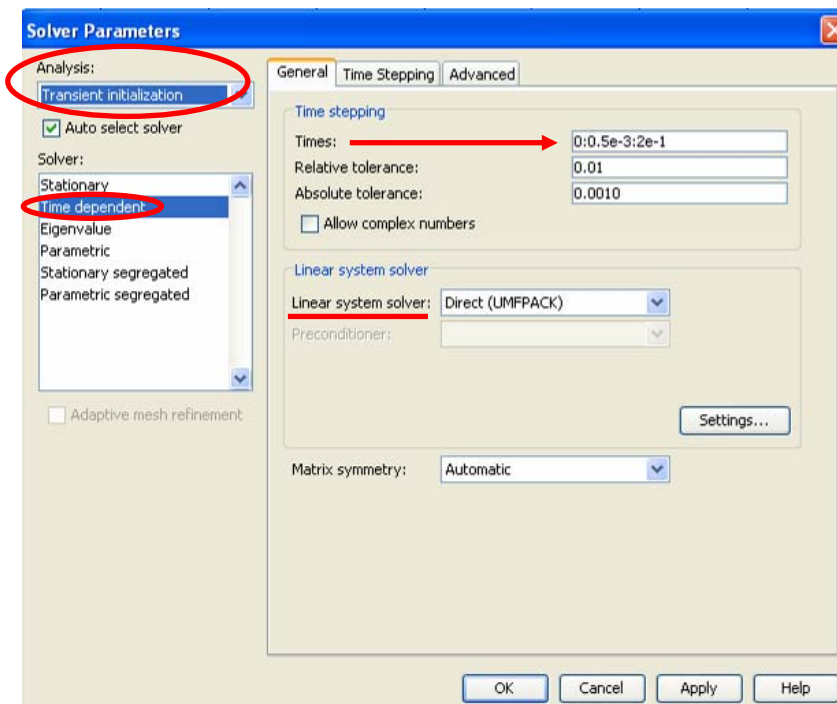 Solver Parameters
Analysis:
Transient initialization
Auto select solver
Solver:
Stationary
Time dependent
Eigenvalue
Parametric
Stationary segregated
Parametric segregated
Adaptive mesh refinement
General Time Stepping Advanced
Time stepping
Times: 0:0.5e-3:2e-1
Relative tolerance: 0.01
Absolute tolerance: 0.0010
Allow complex numbers
Linear system solver
Linear system solver: Direct (UMFPACK)
Preconditioner:
Settings...
Matrix symmetry: Automatic
OK Cancel Apply Help